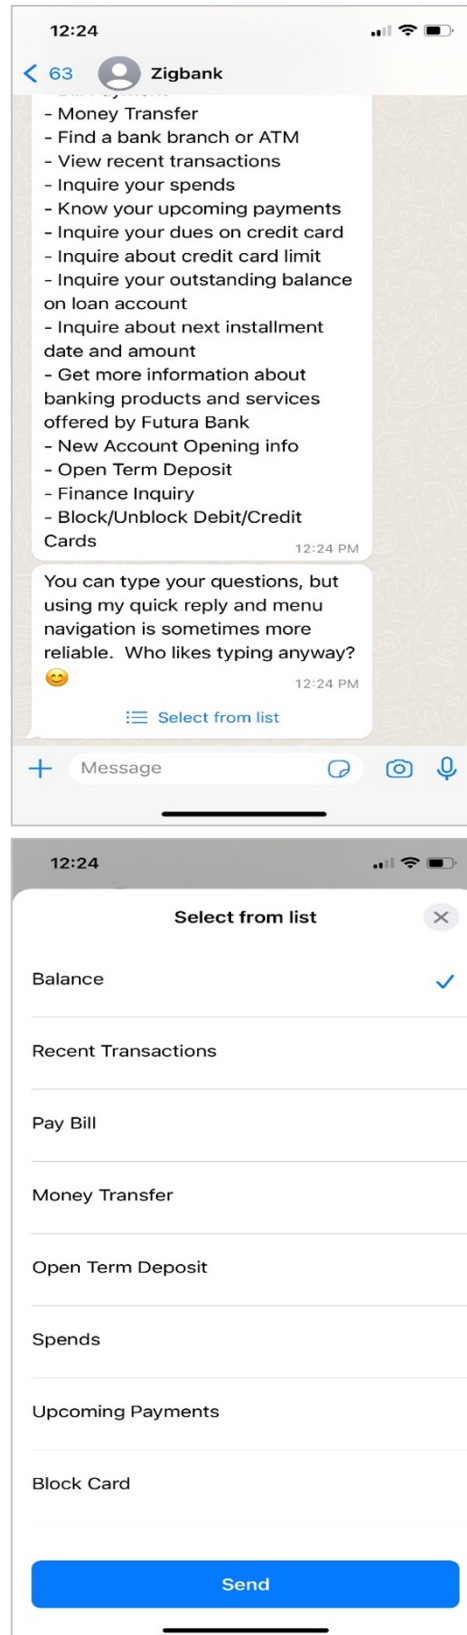 12:24
63 Zigbank
- Money Transfer
- Find a bank branch or ATM
- View recent transactions
- Inquire your spends
- Know your upcoming payments
- Inquire your dues on credit card
- Inquire about credit card limit
- Inquire your outstanding balance
on loan account
- Inquire about next installment
date and amount
- Get more information about
banking products and services
offered by Futura Bank
- New Account Opening info
- Open Term Deposit
- Finance Inquiry
- Block/Unblock Debit/Credit
Cards 12:24 PM
You can type your questions, but
using my quick reply and menu
navigation is sometimes more
reliable.  Who likes typing anyway?
😊 12:24 PM
Select from list
Message
12:24
Select from list
Balance
Recent Transactions
Pay Bill
Money Transfer
Open Term Deposit
Spends
Upcoming Payments
Block Card
Send